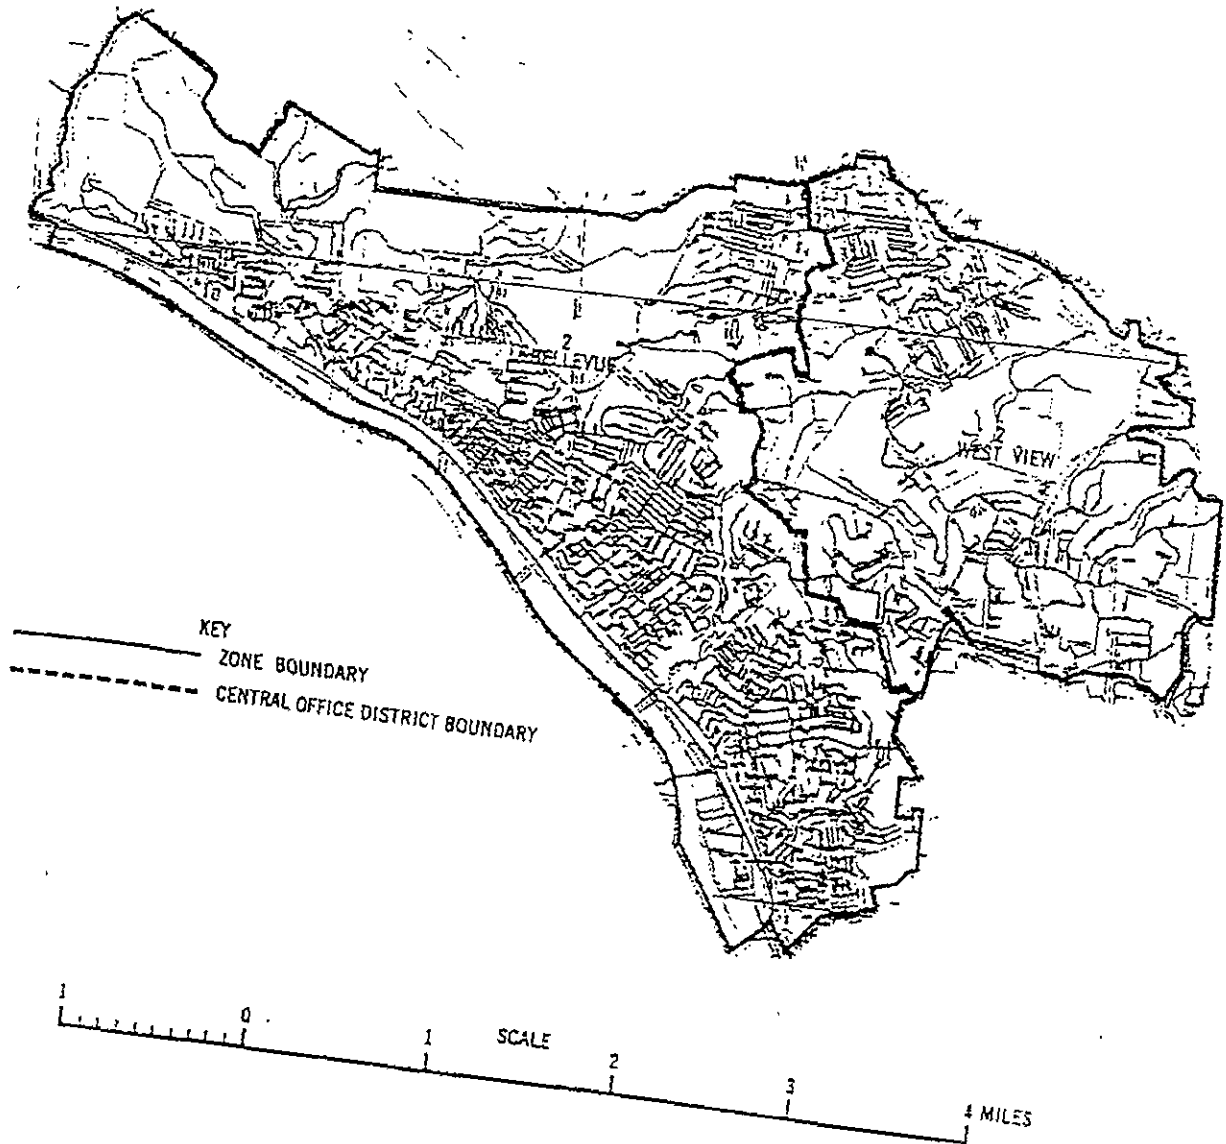 2
BELLEVUE
2
WEST VIEW
KEY
ZONE BOUNDARY
CENTRAL OFFICE DISTRICT BOUNDARY
1 0 1 2 3 4 MILES
SCALE